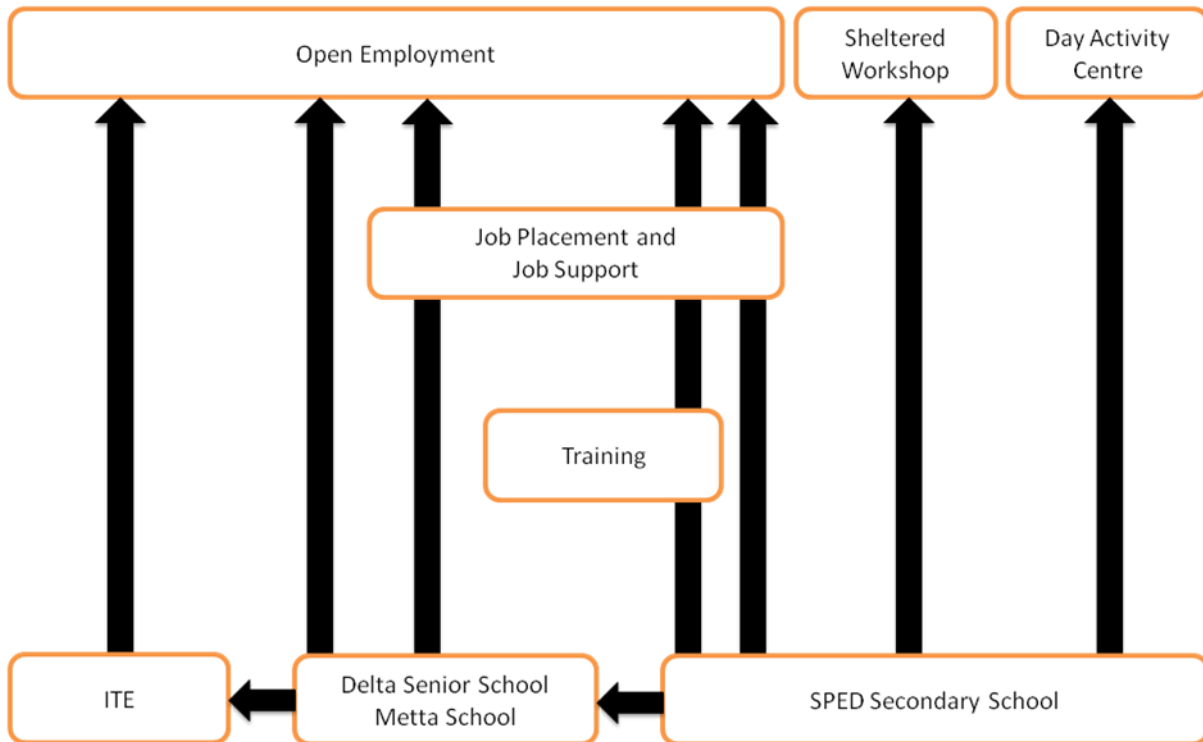 Open Employment
Sheltered
Workshop
Day Activity
Centre
Job Placement and
Job Support
Training
ITE
Delta Senior School
Metta School
SPED Secondary School